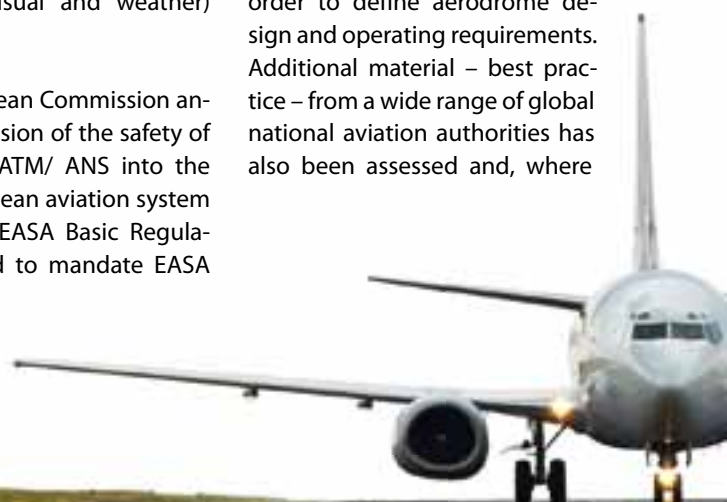 isual and weather)
ean Commission an-
sion of the safety of
ATM/ ANS into the
ean aviation system
EASA Basic Regula-
d to mandate EASA
order to define aerodrome de-
sign and operating requirements.
Additional material – best prac-
tice – from a wide range of global
national aviation authorities has
also been assessed and, where